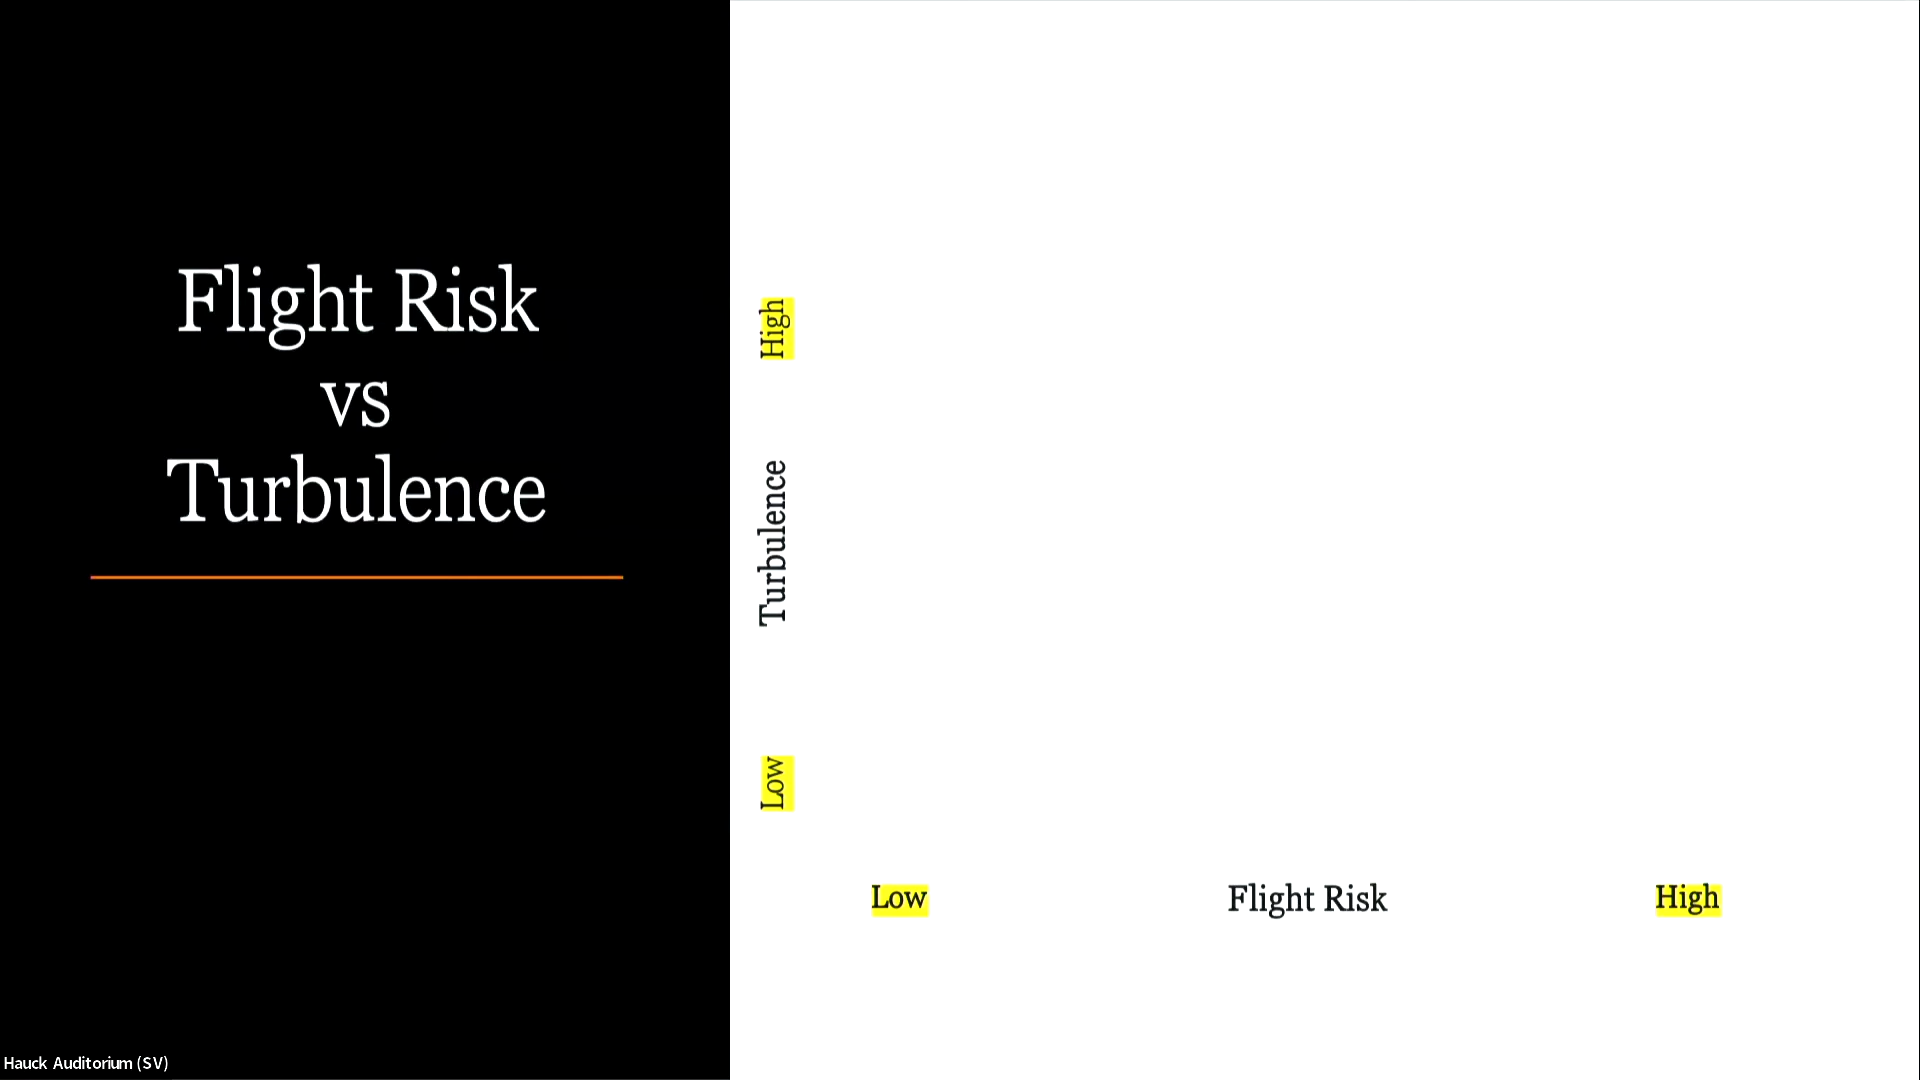 Flight Risk
vs
Turbulence
High
Turbulence
Low
Low Flight Risk High
Hauck Auditorium (SV)